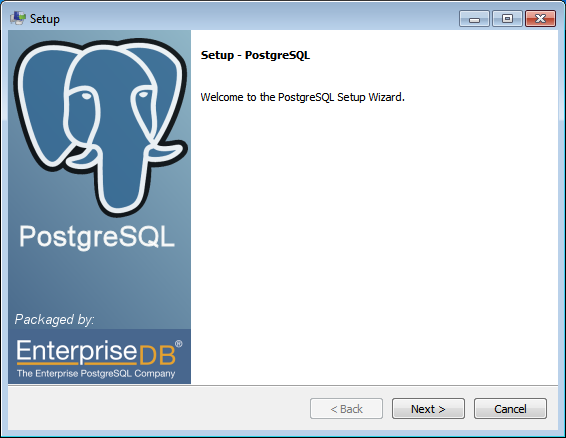 Setup
Setup - PostgreSQL
Welcome to the PostgreSQL Setup Wizard.
PostgreSQL
Packaged by:
EnterpriseDB®
The Enterprise PostgreSQL Company
< Back
Next >
Cancel